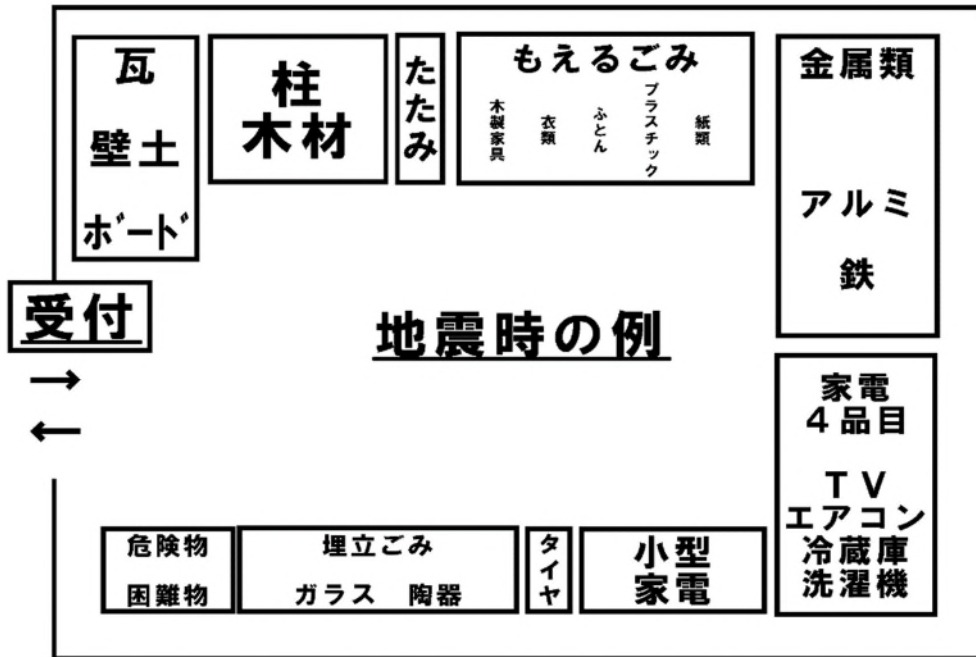 瓦
壁土
ボード
柱
木材
たたみ
もえるごみ
木製家具
衣類
ふとん
プラスチック
紙類
金属類
アルミ
鉄
受付
→
←
地震時の例
家電
４品目
ＴＶ
エアコン
冷蔵庫
洗濯機
危険物
困難物
埋立ごみ
ガラス 陶器
タイヤ
小型
家電